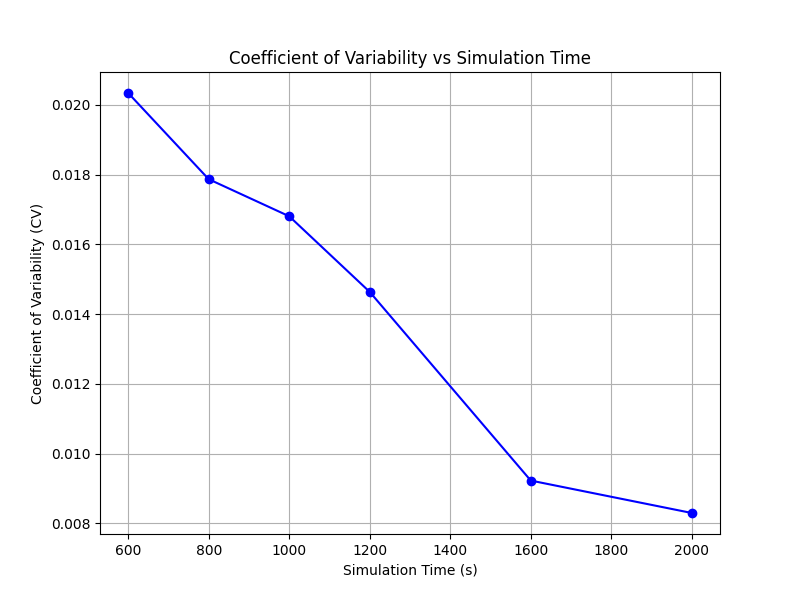 Coefficient of Variability vs Simulation Time
Coefficient of Variability (CV)
0.020
0.018
0.016
0.014
0.012
0.010
0.008
600 800 1000 1200 1400 1600 1800 2000
Simulation Time (s)